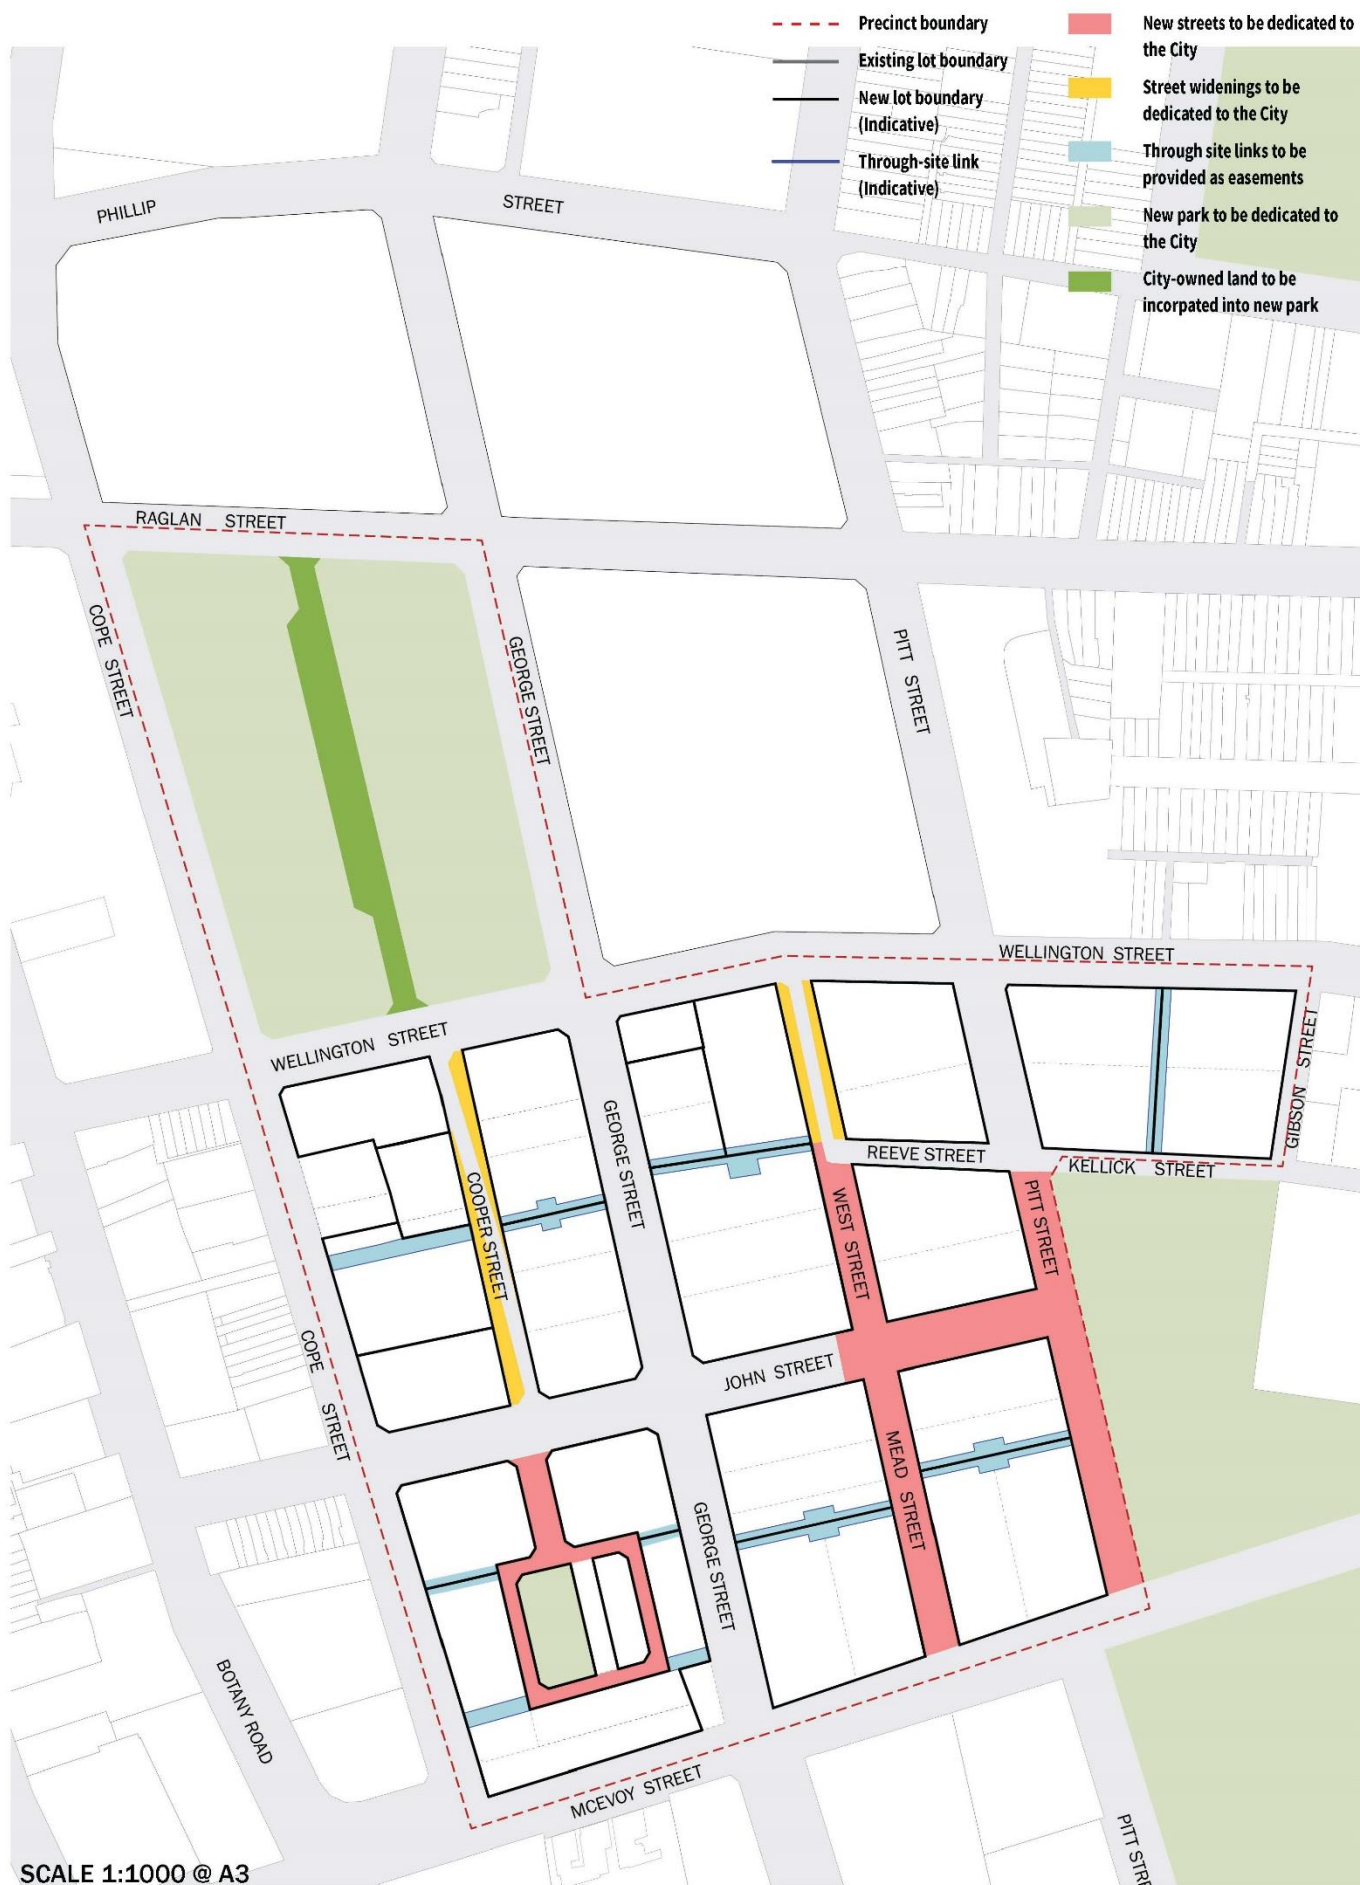 Precinct boundary
Existing lot boundary
New lot boundary
(Indicative)
Through-site link
(Indicative)
New streets to be dedicated to
the City
Street widenings to be
dedicated to the City
Through site links to be
provided as easements
New park to be dedicated to
the City
City-owned land to be
incorpated into new park
PHILLIP
STREET
RAGLAN STREET
COPE STREET
GEORGE STREET
PITT STREET
WELLINGTON STREET
WELLINGTON STREET
GIBSON STREET
GEORGE STREET
REEVE STREET
KELLICK STREET
COOPER STREET
WEST STREET
PITT STREET
COPE STREET
JOHN STREET
MEAD STREET
GEORGE STREET
BOTANY ROAD
MCEVOY STREET
PITT STRE
SCALE 1:1000 @ A3